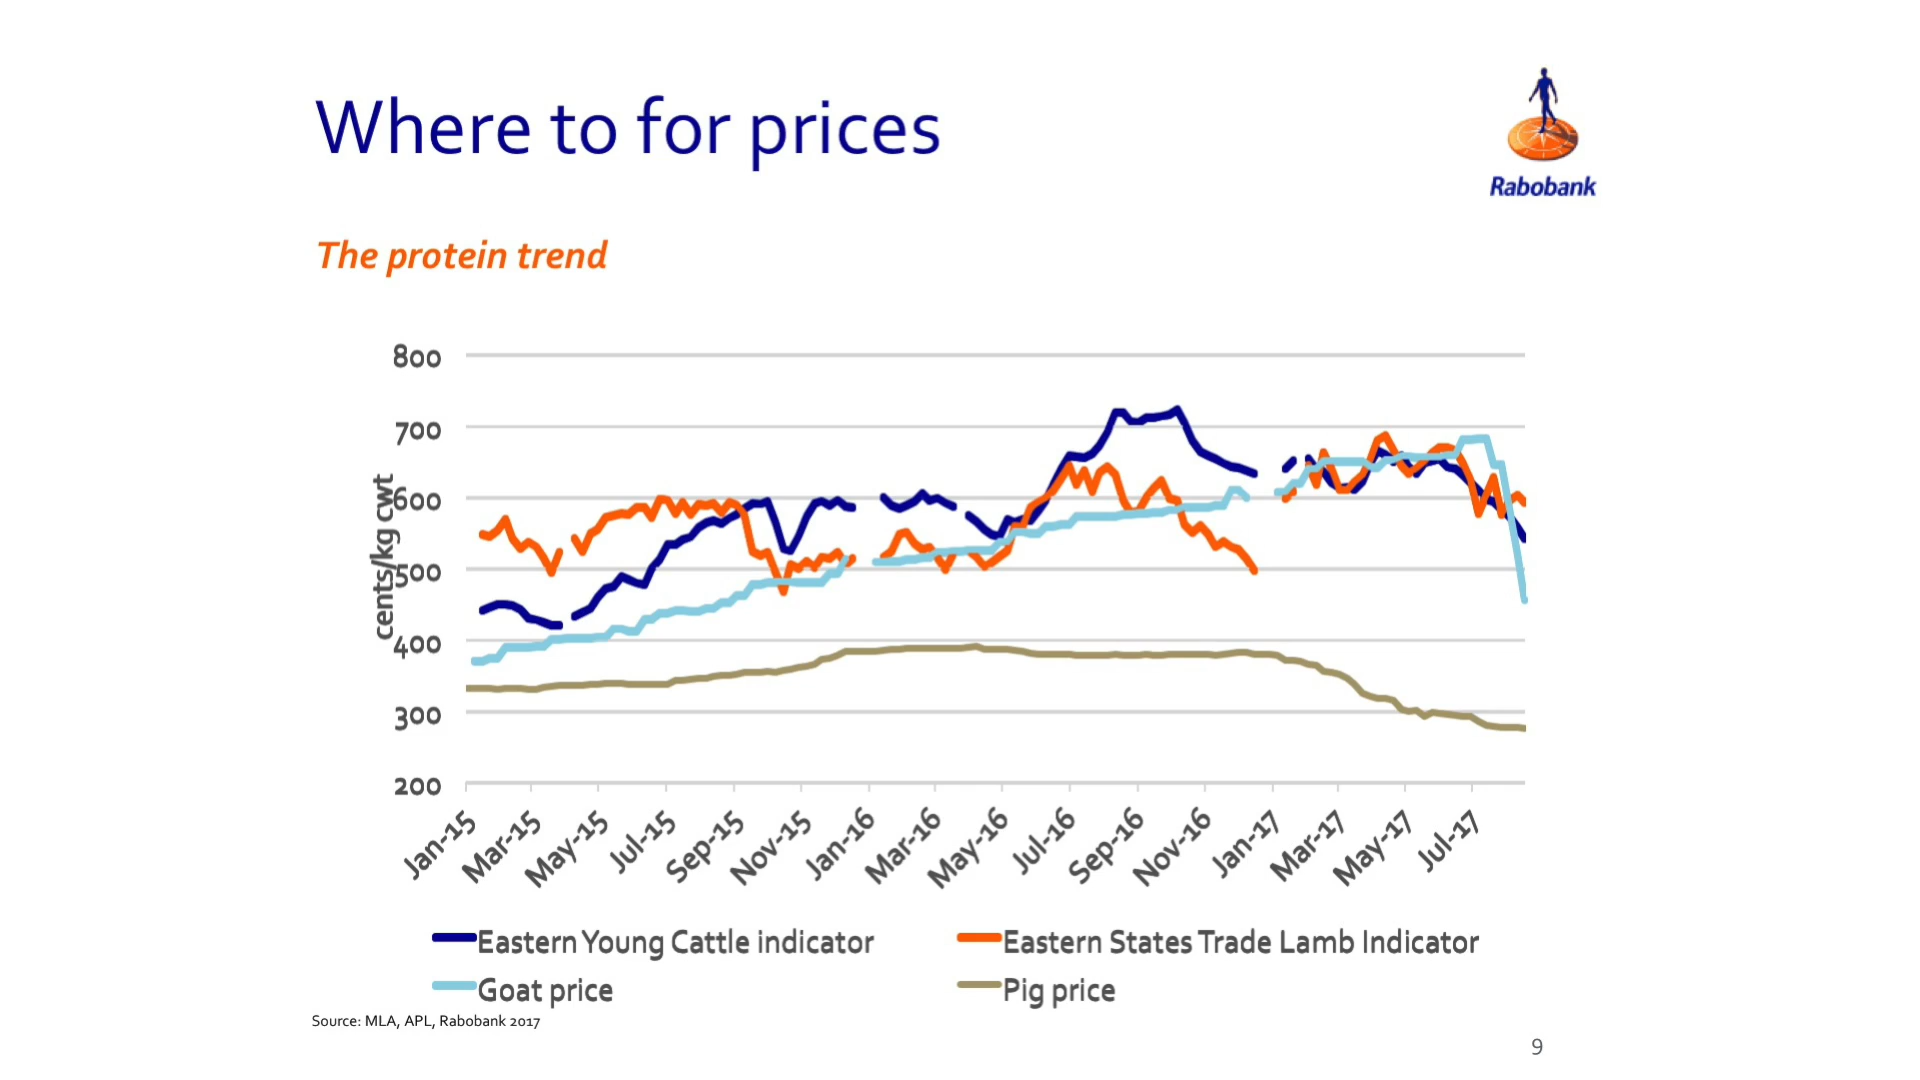 Where to for prices
Rabobank
The protein trend
cents/kg cwt
800
700
600
500
400
300
200
Jan-15
Mar-15
May-15
Jul-15
Sep-15
Nov-15
Jan-16
Mar-16
May-16
Jul-16
Sep-16
Nov-16
Jan-17
Mar-17
May-17
Jul-17
Eastern Young Cattle indicator
Eastern States Trade Lamb Indicator
Goat price
Pig price
Source: MLA, APL, Rabobank 2017
9